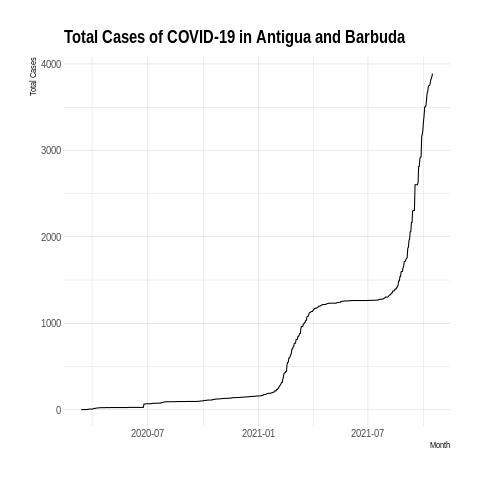 Total Cases of COVID-19 in Antigua and Barbuda
Total Cases
4000
3000
2000
1000
0
2020-07 2021-01 2021-07
Month